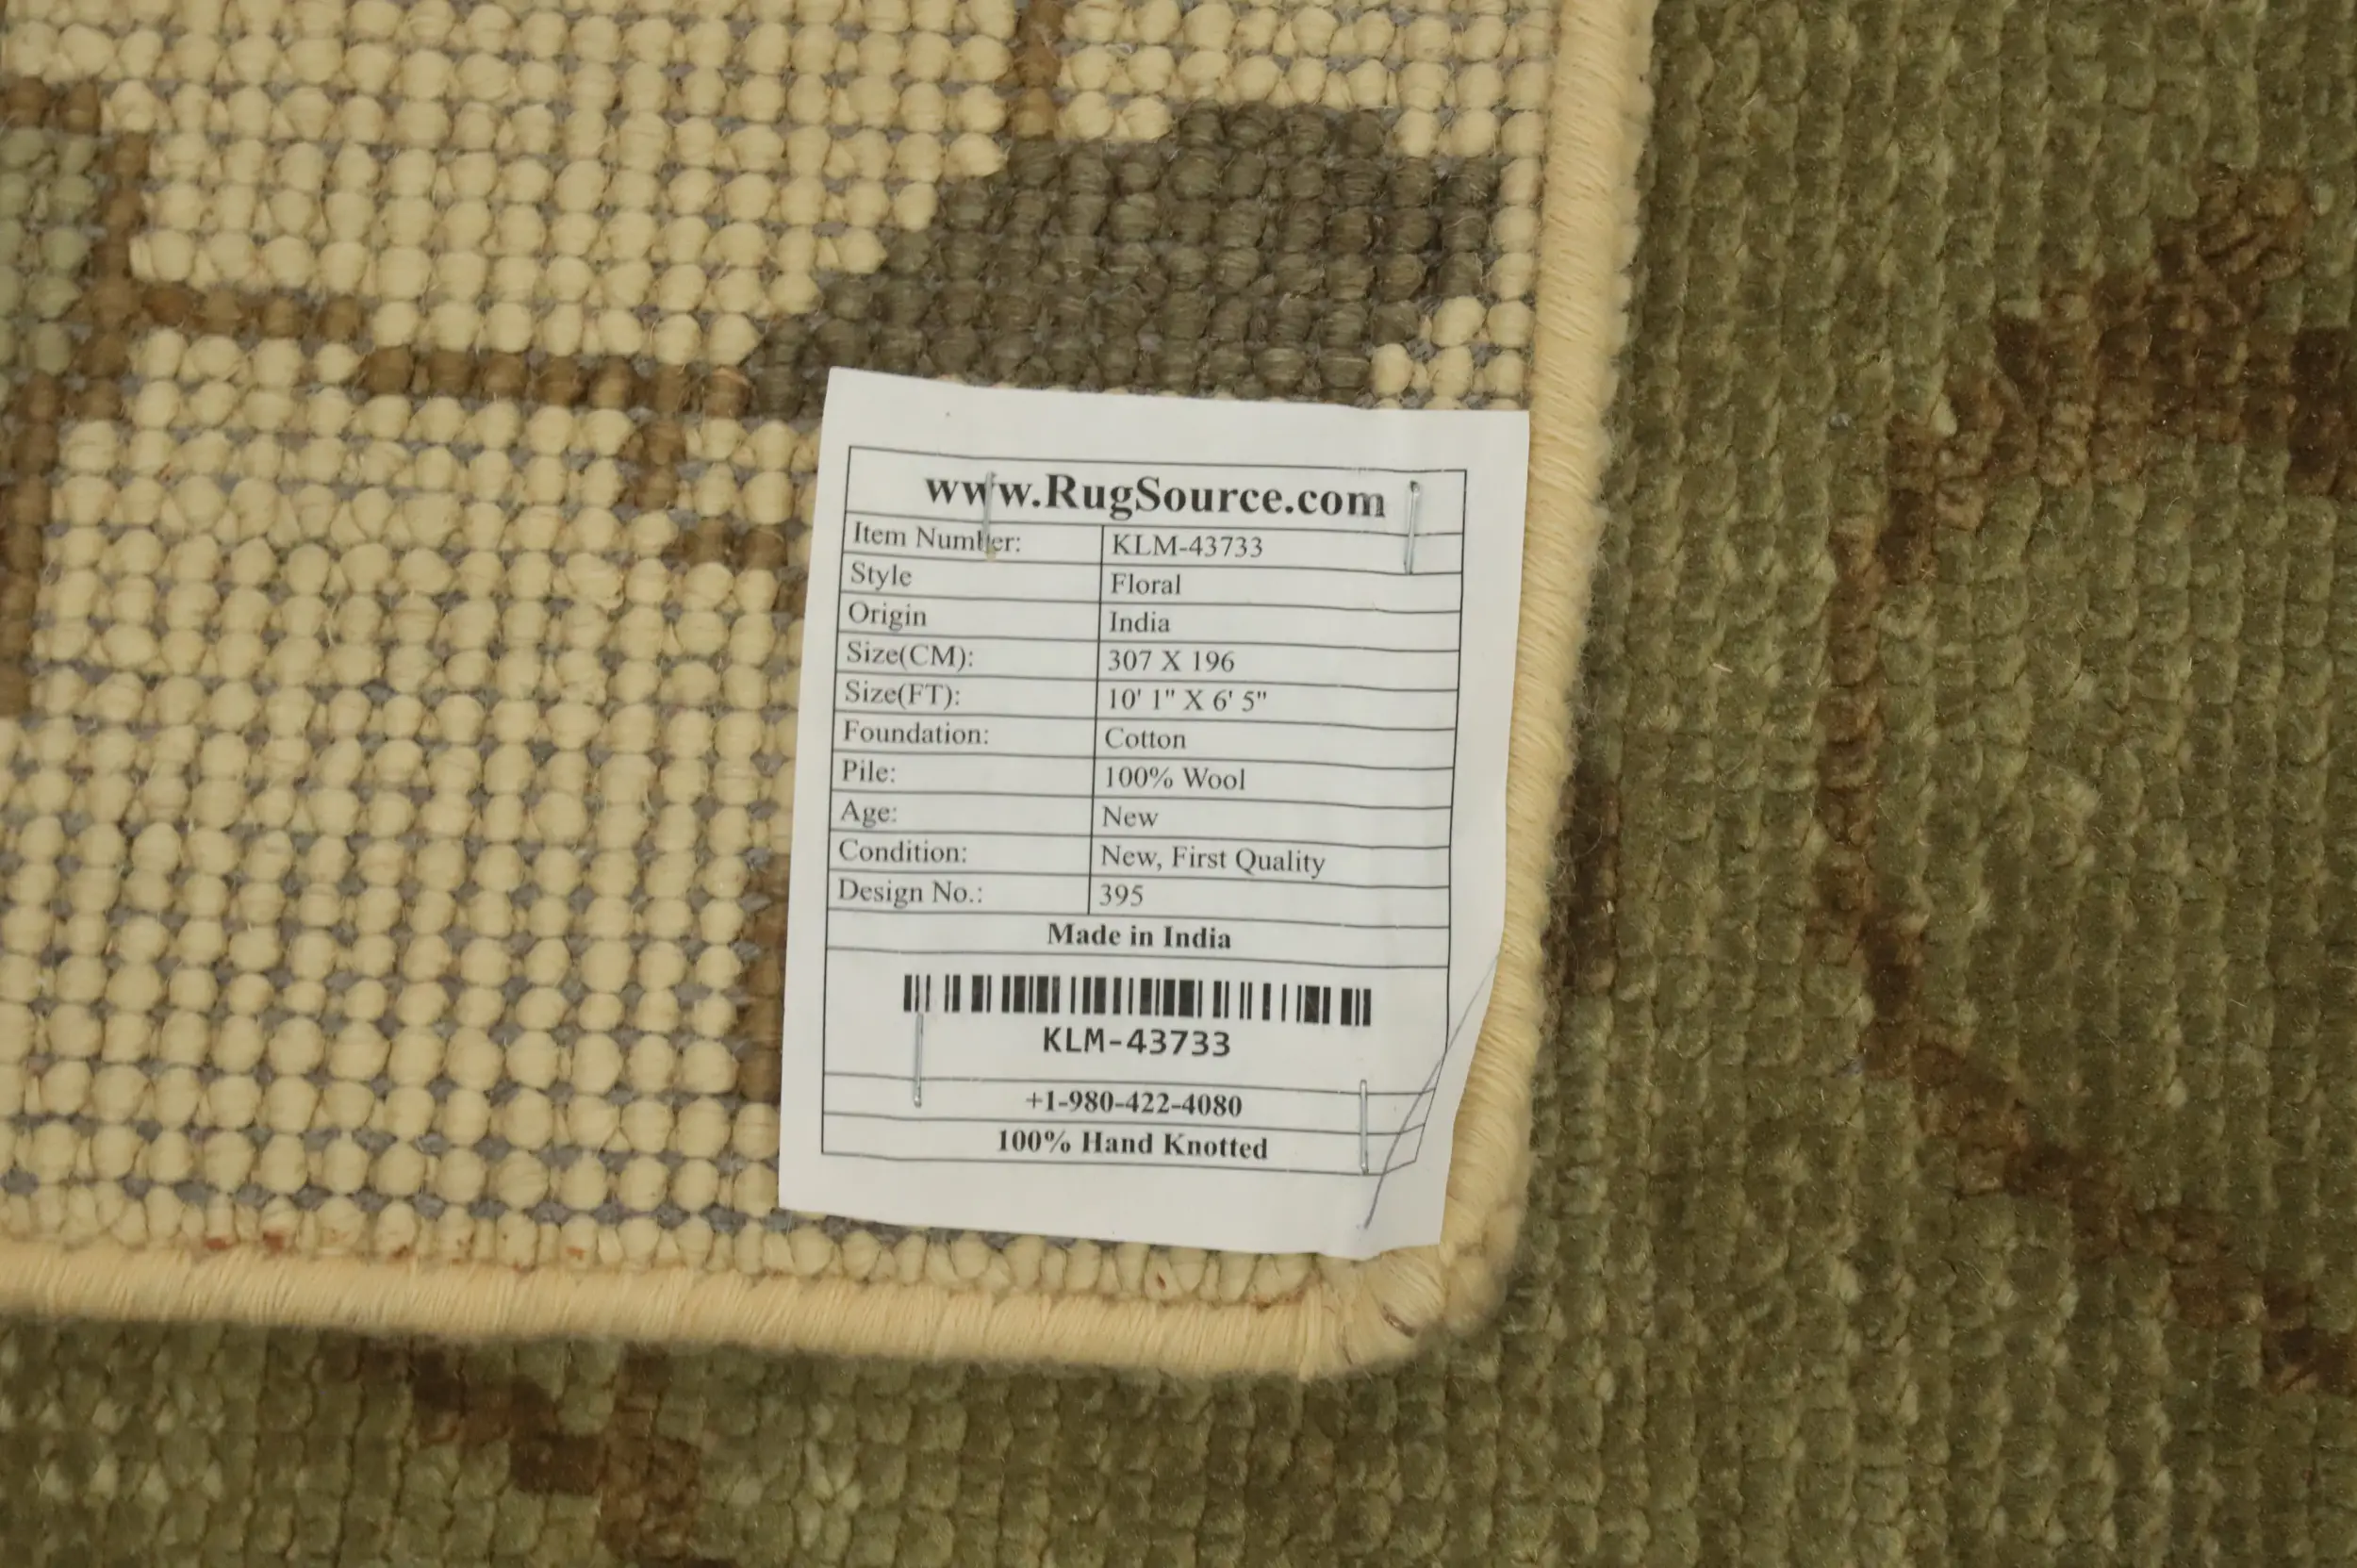 www.RugSource.com
Item Number: KLM-43733
Style Floral
Origin India
Size(CM): 307 X 196
Size(FT): 10' 1" X 6' 5"
Foundation: Cotton
Pile: 100% Wool
Age: New
Condition: New, First Quality
Design No.: 395
Made in India
KLM-43733
+1-980-422-4080
100% Hand Knotted